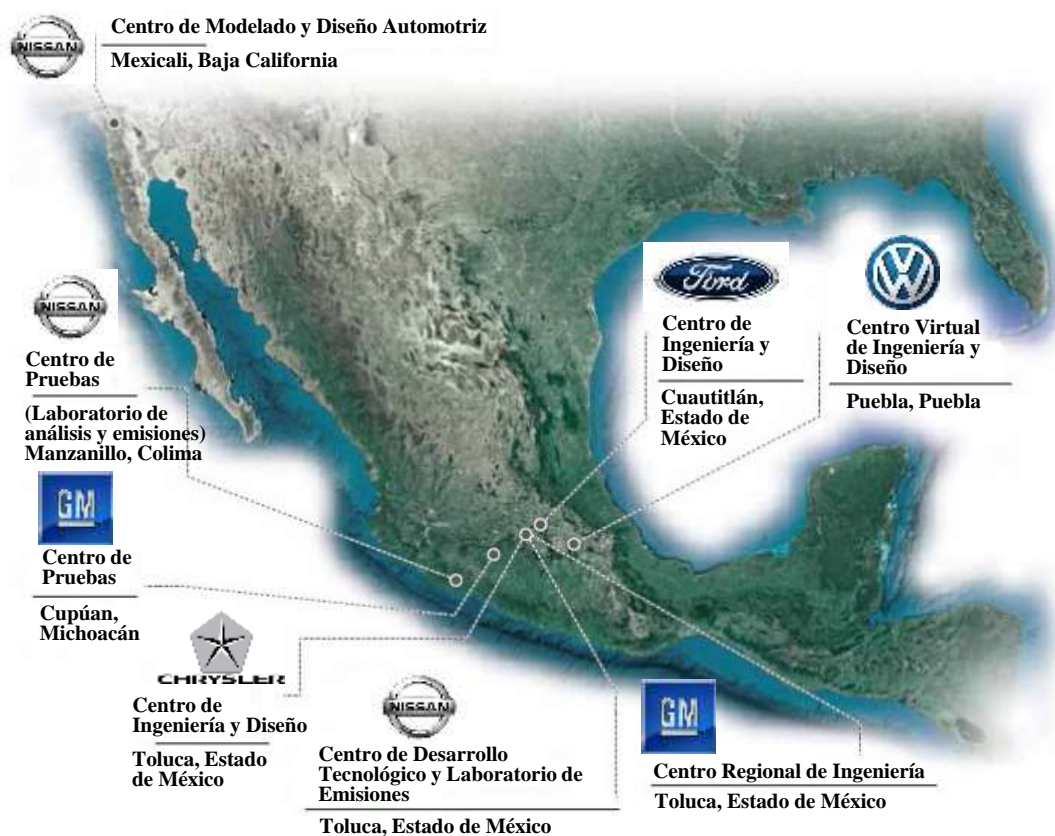 NISSAN
Centro de Modelado y Diseño Automotriz
Mexicali, Baja California
NISSAN
Centro de
Pruebas
(Laboratorio de
análisis y emisiones)
Manzanillo, Colima
Ford
Centro de
Ingeniería y
Diseño
Cuautitlán,
Estado de
México
Centro Virtual
de Ingeniería y
Diseño
Puebla, Puebla
GM
Centro de
Pruebas
Cupúan,
Michoacán
CHRYSLER
Centro de
Ingeniería y Diseño
Toluca, Estado
de México
NISSAN
Centro de Desarrollo
Tecnológico y Laboratorio de
Emisiones
Toluca, Estado de México
GM
Centro Regional de Ingeniería
Toluca, Estado de México